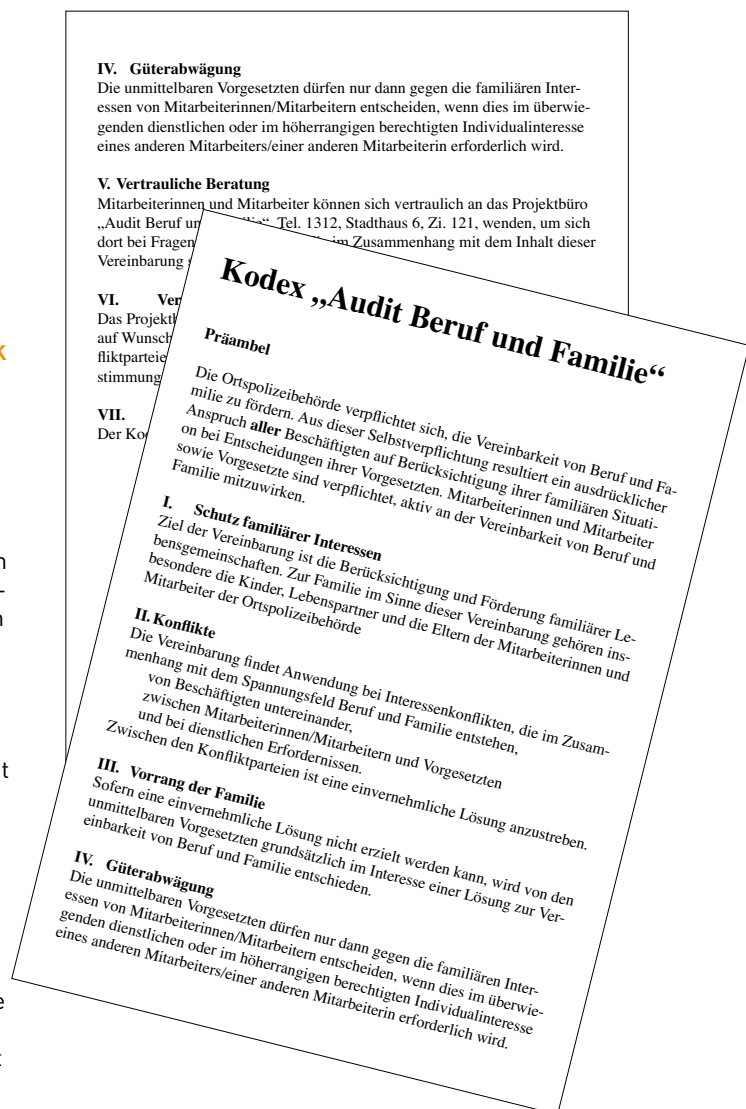 IV. Güterabwägung
Die unmittelbaren Vorgesetzten dürfen nur dann gegen die familiären Inter-
essen von Mitarbeiterinnen/Mitarbeitern entscheiden, wenn dies im überwie-
genden dienstlichen oder im höherrangigen berechtigten Individualinteresse
eines anderen Mitarbeiters/einer anderen Mitarbeiterin erforderlich wird.
V. Vertrauliche Beratung
Mitarbeiterinnen und Mitarbeiter können sich vertraulich an das Projektbüro
„Audit Beruf Tel. 1312, Stadthaus 6, Zi. 121, wenden, um sich
dort bei Fragen im Zusammenhang mit dem Inhalt dieser
Vereinbarung
VI.
Das
auf Wunsch
VII.
Der
Kodex „Audit Beruf und Familie“
Präambel
Die Ortspolizeibehörde verpflichtet sich, die Vereinbarkeit von Beruf und Fa-
milie zu fördern. Aus dieser Selbstverpflichtung resultiert ein ausdrücklicher
Anspruch aller Beschäftigten auf Berücksichtigung ihrer familiären Situati-
on bei Entscheidungen ihrer Vorgesetzten. Mitarbeiterinnen und Mitarbeiter
sowie Vorgesetzte sind verpflichtet, aktiv an der Vereinbarkeit von Beruf und
Familie mitzuwirken.
I. Schutz familiärer Interessen
Ziel der Vereinbarung ist die Berücksichtigung und Förderung familiärer Le-
bensgemeinschaften. Zur Familie im Sinne dieser Vereinbarung gehören ins-
besondere die Kinder, Lebenspartner und die Eltern der Mitarbeiterinnen und
Mitarbeiter der Ortspolizeibehörde
II. Konflikte
Die Vereinbarung findet Anwendung bei Interessenkonflikten, die im Zusam-
menhang mit dem Spannungsfeld Beruf und Familie entstehen,
von Beschäftigten untereinander,
zwischen Mitarbeiterinnen/Mitarbeitern und Vorgesetzten
und bei dienstlichen Erfordernissen.
Zwischen den Konfliktparteien ist eine einvernehmliche Lösung anzustreben.
III. Vorrang der Familie
Sofern eine einvernehmliche Lösung nicht erzielt werden kann, wird von den
unmittelbaren Vorgesetzten grundsätzlich im Interesse einer Lösung zur Ver-
einbarkeit von Beruf und Familie entschieden.
IV. Güterabwägung
Die unmittelbaren Vorgesetzten dürfen nur dann gegen die familiären Inter-
essen von Mitarbeiterinnen/Mitarbeitern entscheiden, wenn dies im überwie-
genden dienstlichen oder im höherrangigen berechtigten Individualinteresse
eines anderen Mitarbeiters/einer anderen Mitarbeiterin erforderlich wird.